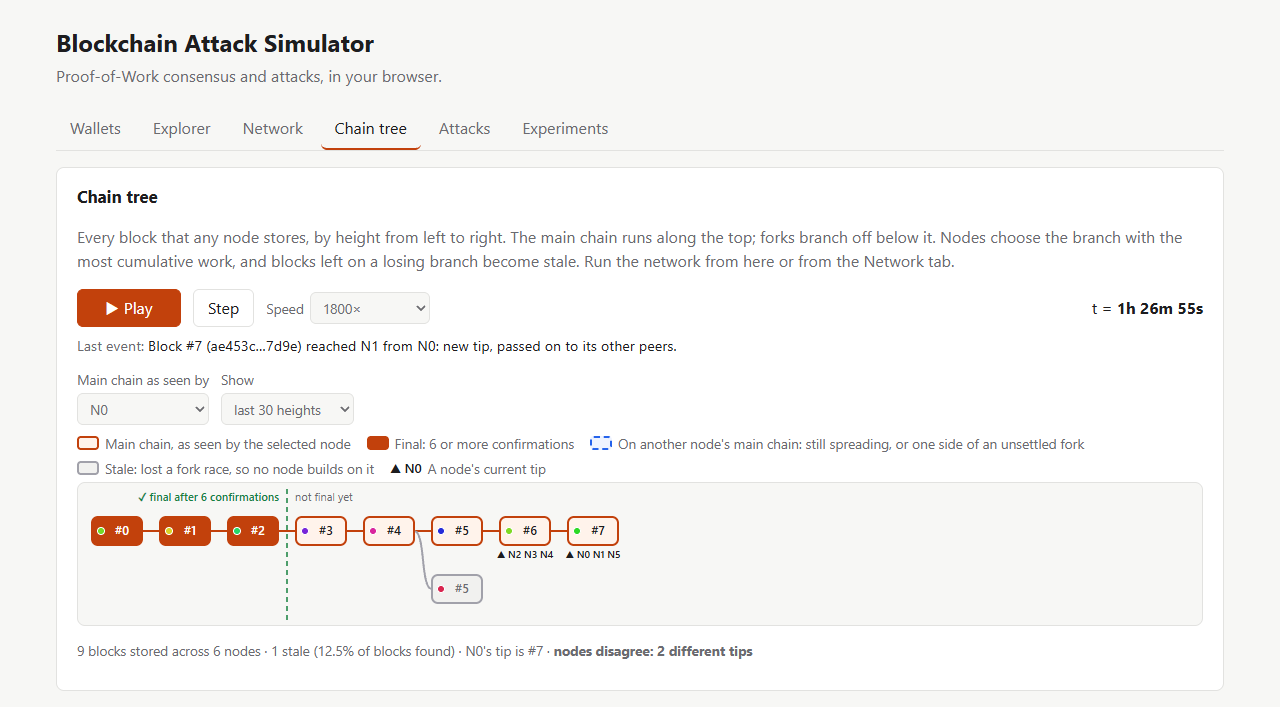 Blockchain Attack Simulator
Proof-of-Work consensus and attacks, in your browser.
Wallets Explorer Network Chain tree Attacks Experiments
Chain tree
Every block that any node stores, by height from left to right. The main chain runs along the top; forks branch off below it. Nodes choose the branch with the
most cumulative work, and blocks left on a losing branch become stale. Run the network from here or from the Network tab.
▶ Play Step Speed 1800× t = 1h 26m 55s
Last event: Block #7 (ae453c…7d9e) reached N1 from N0: new tip, passed on to its other peers.
Main chain as seen by Show
N0 last 30 heights
Main chain, as seen by the selected node Final: 6 or more confirmations On another node's main chain: still spreading, or one side of an unsettled fork
Stale: lost a fork race, so no node builds on it ▲ N0 A node's current tip
✓ final after 6 confirmations not final yet
#0 #1 #2 #3 #4 #5 #6 #7
▲ N2 N3 N4 ▲ N0 N1 N5
#5
9 blocks stored across 6 nodes · 1 stale (12.5% of blocks found) · N0's tip is #7 · nodes disagree: 2 different tips